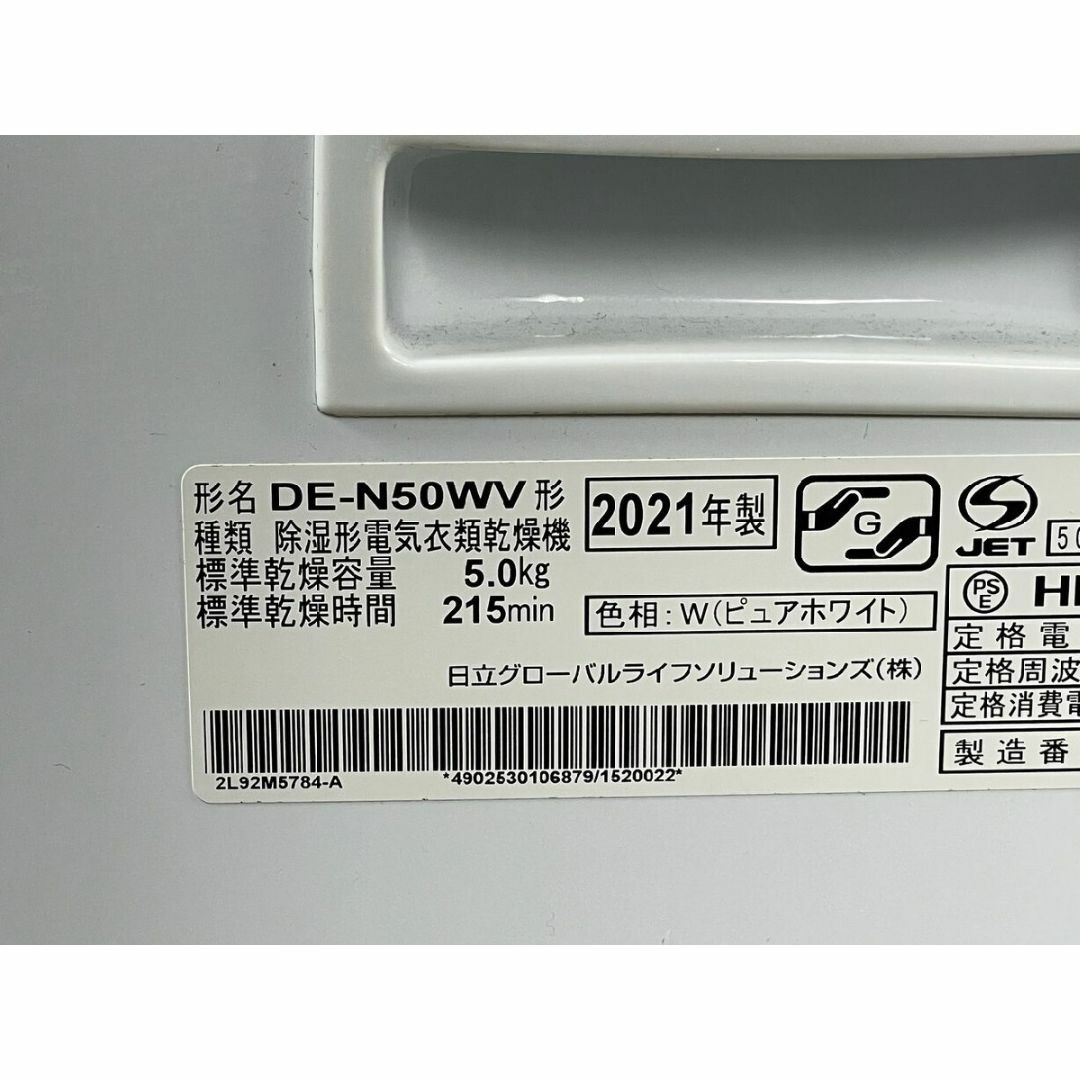 形名 DE-N50WV 形
2021年製
種類 除湿形電気衣類乾燥機
標準乾燥容量 5.0kg
標準乾燥時間 215min
色相:W(ピュアホワイト)
日立グローバルライフソリューションズ(株)
2L92M5784-A
*4902530106879/1520022*
G
S
JET
PS
E
定格電
定格周波
定格消費電
製造番